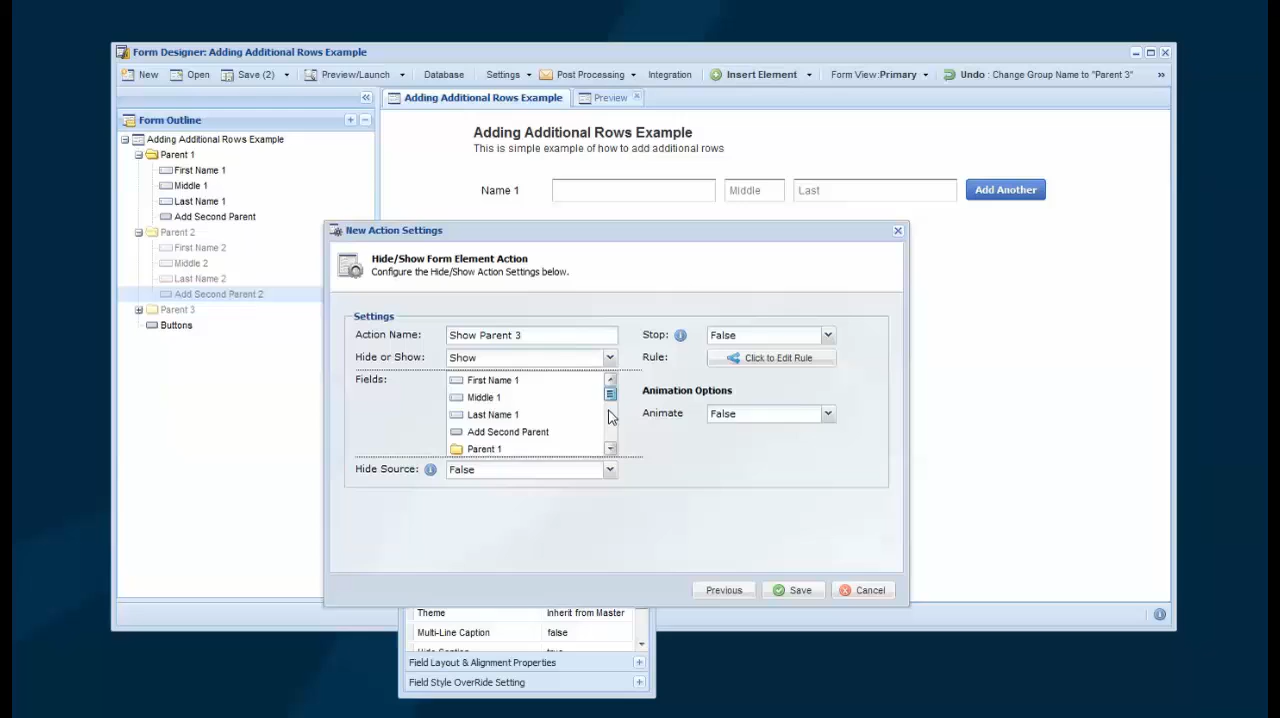 Form Designer: Adding Additional Rows Example
New Open Save (2) Preview/Launch Database Settings Post Processing Integration Insert Element Form View:Primary Undo : Change Group Name to "Parent 3" »
Adding Additional Rows Example Preview
Form Outline
Adding Additional Rows Example
Parent 1
First Name 1
Middle 1
Last Name 1
Add Second Parent
Parent 2
First Name 2
Middle 2
Last Name 2
Add Second Parent 2
Parent 3
Buttons
Adding Additional Rows Example
This is simple example of how to add additional rows
Name 1 Middle Last Add Another
New Action Settings
Hide/Show Form Element Action
Configure the Hide/Show Action Settings below.
Settings
Action Name: Show Parent 3 Stop: False
Hide or Show: Show Rule: Click to Edit Rule
Fields: First Name 1
Middle 1
Last Name 1
Add Second Parent
Parent 1
Animation Options
Animate False
Hide Source: False
Previous Save Cancel
Theme Inherit from Master
Multi-Line Caption false
Field Layout & Alignment Properties
Field Style OverRide Setting